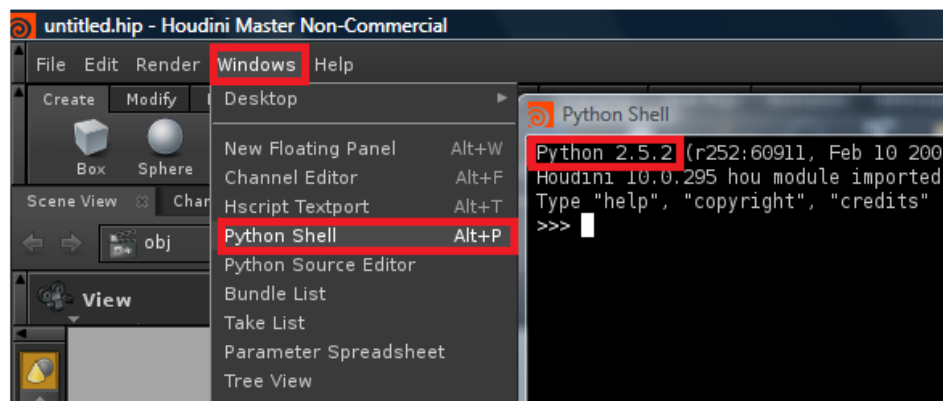 untitled.hip - Houdini Master Non-Commercial
File Edit Render Windows Help
Create Modify
Box Sphere
Scene View
obj
View
Desktop
New Floating Panel Alt+W
Channel Editor Alt+F
Hscript Textport Alt+T
Python Shell Alt+P
Python Source Editor
Bundle List
Take List
Parameter Spreadsheet
Tree View
Python Shell
Python 2.5.2 (r252:60911, Feb 10 200
Houdini 10.0.295 hou module imported
Type "help", "copyright", "credits"
>>>